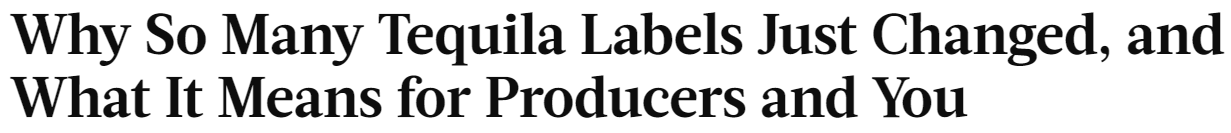 Why So Many Tequila Labels Just Changed, and
What It Means for Producers and You